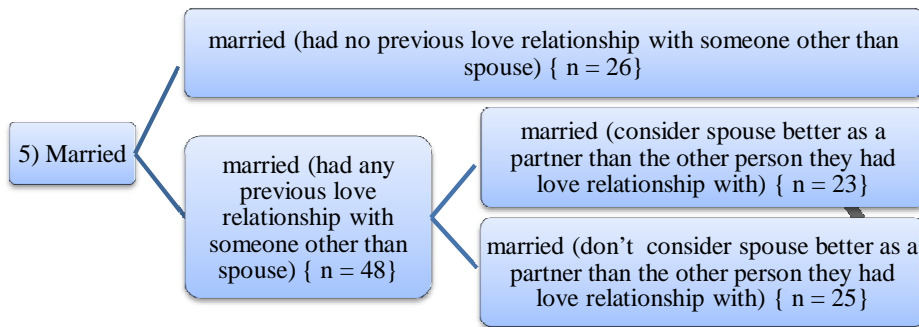 married (had no previous love relationship with someone other than
spouse) { n = 26}
5) Married
married (had any
previous love
relationship with
someone other than
spouse) { n = 48}
married (consider spouse better as a
partner than the other person they had
love relationship with) { n = 23}
married (don’t consider spouse better as a
partner than the other person they had
love relationship with) { n = 25}